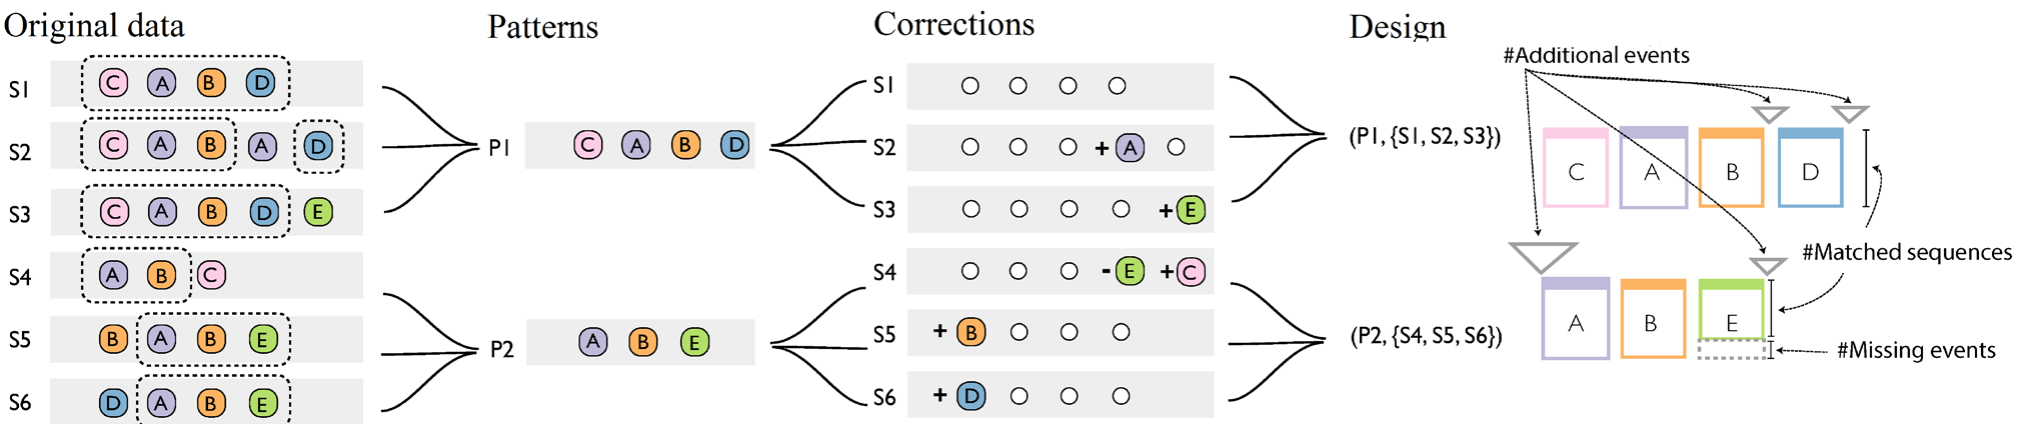 Original data
Patterns
Corrections
Design
S1 C A B D
S2 C A B A D
S3 C A B D E
S4 A B C
S5 B A B E
S6 D A B E
P1 C A B D
P2 A B E
S1
S2 + A
S3 + E
S4 - E + C
S5 + B
S6 + D
(P1, {S1, S2, S3})
(P2, {S4, S5, S6})
#Additional events
C A B D
#Matched sequences
A B E
#Missing events